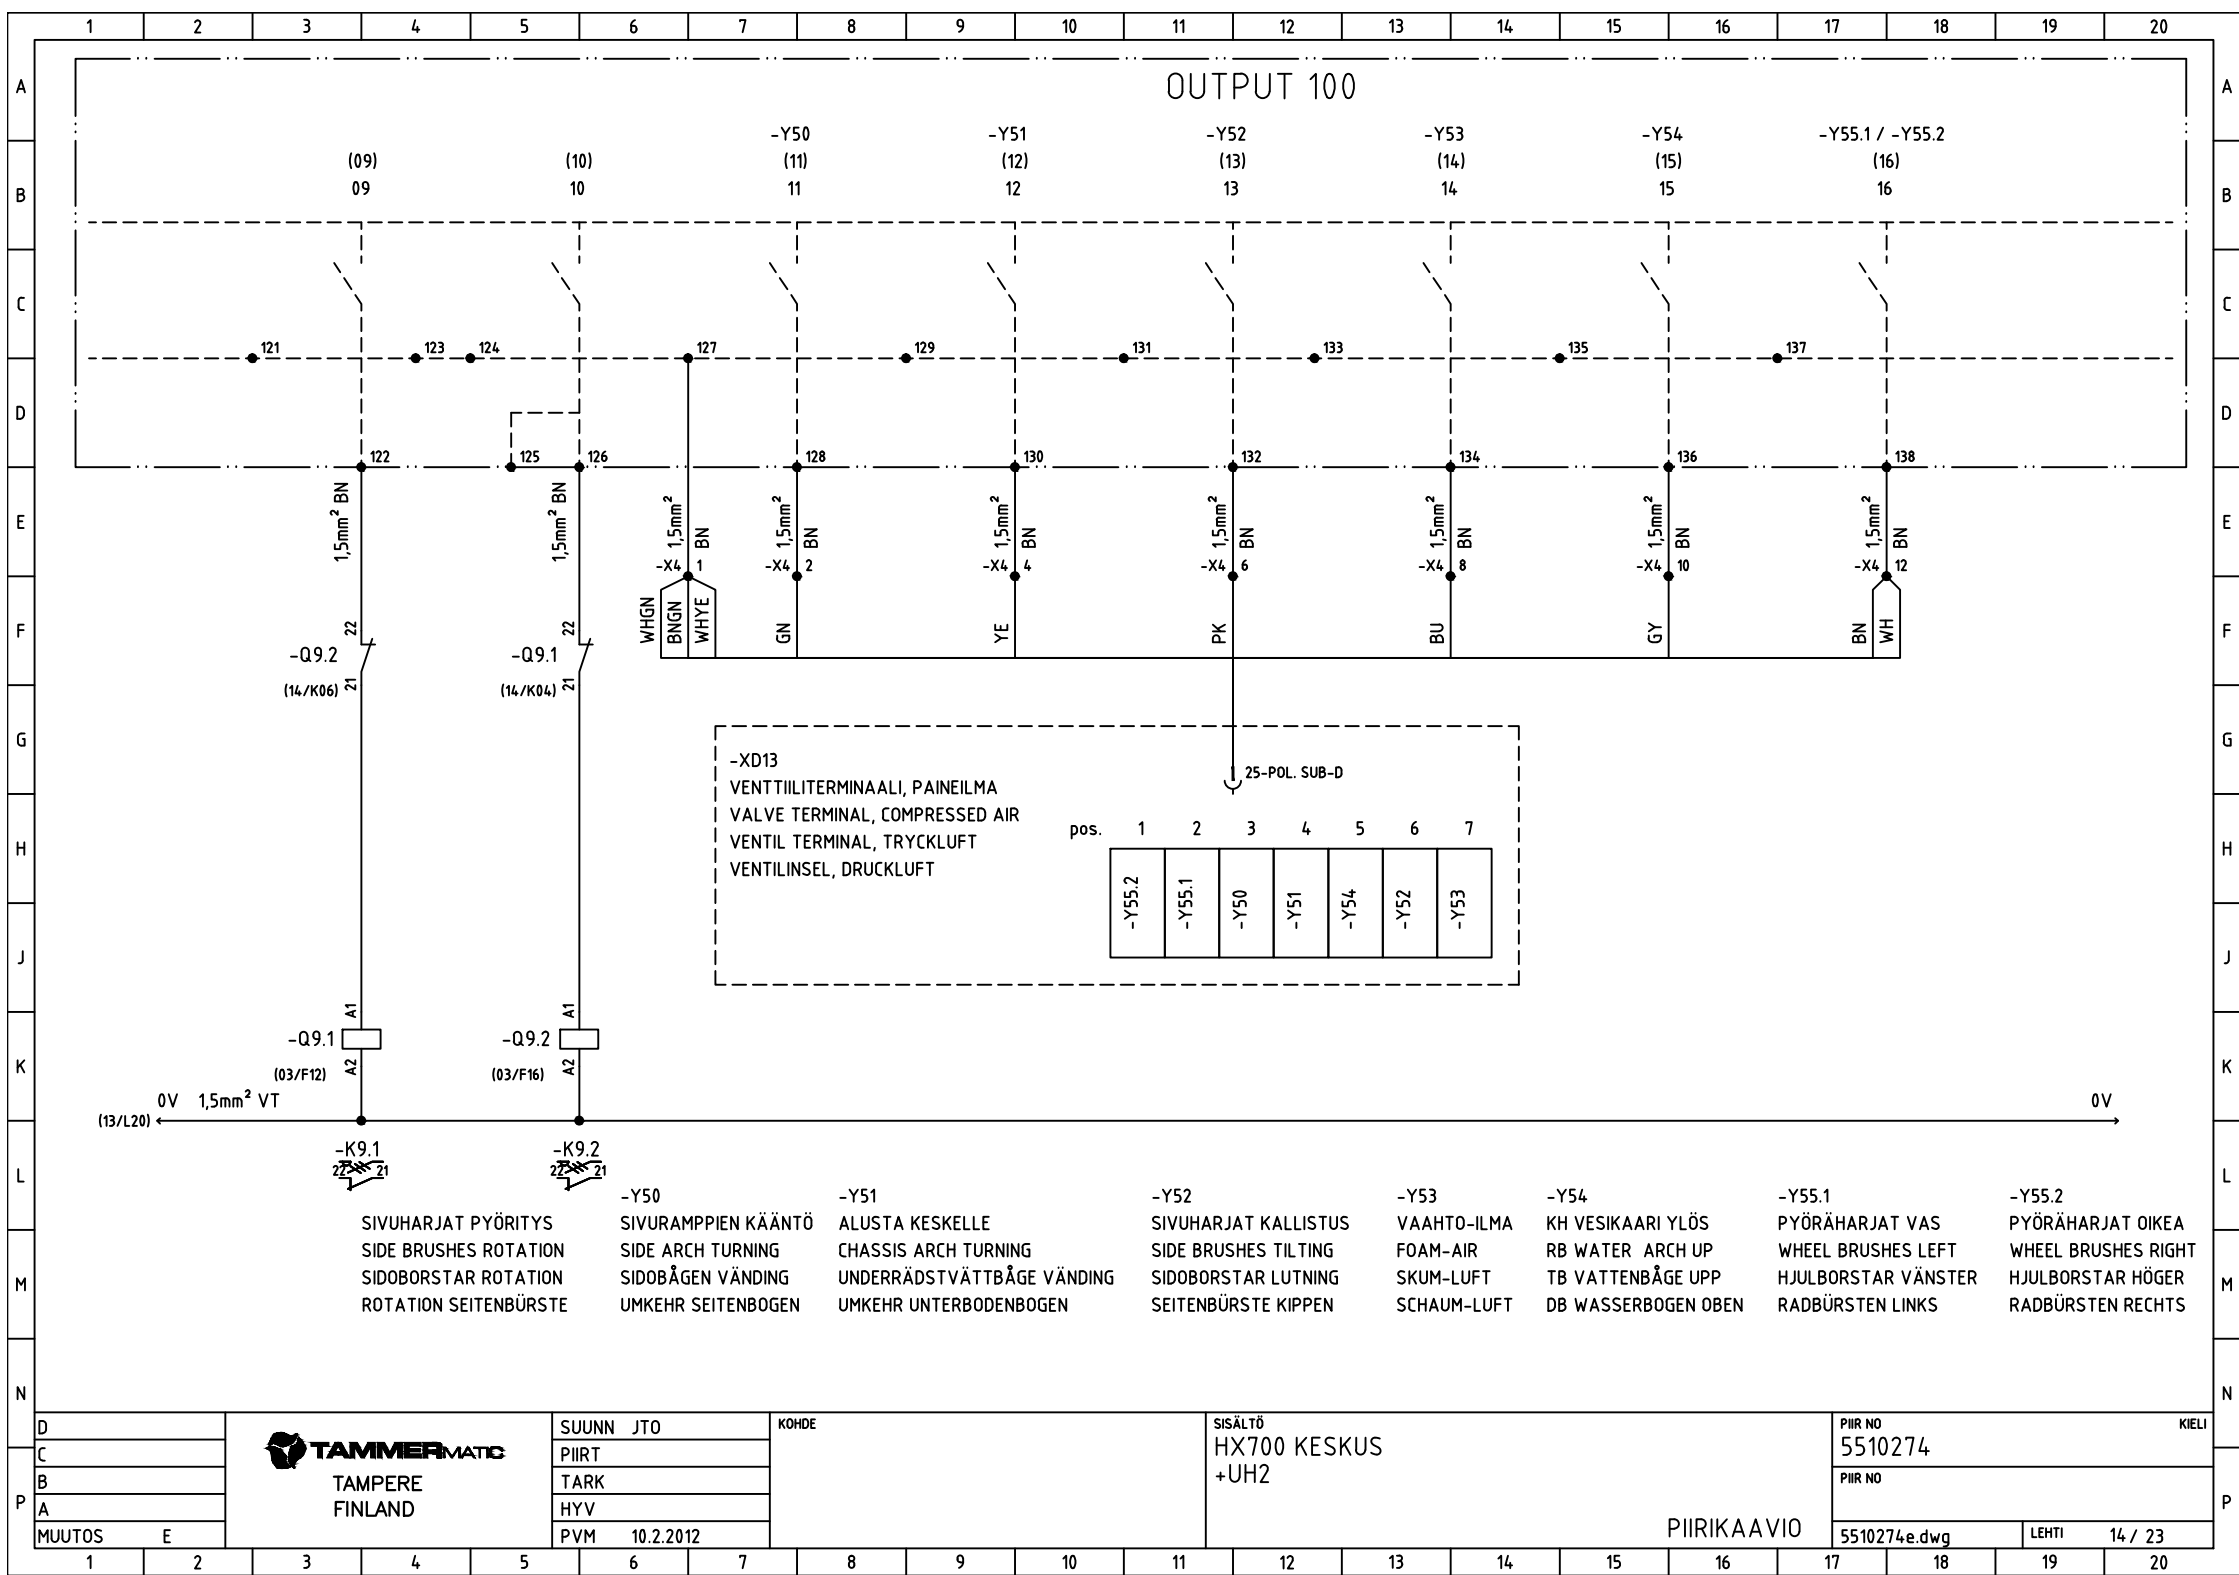 1 2 3 4 5 6 7 8 9 10 11 12 13 14 15 16 17 18 19 20
A A
OUTPUT 100
-Y50 -Y51 -Y52 -Y53 -Y54 -Y55.1 / -Y55.2
(09) (10) (11) (12) (13) (14) (15) (16)
B 09 10 11 12 13 14 15 16 B
C C
121 123 124 127 129 131 133 135 137
D D
122 125 126 128 130 132 134 136 138
E E
1,5mm² BN 1,5mm² BN 1,5mm² BN 1,5mm² BN 1,5mm² BN 1,5mm² BN 1,5mm² BN 1,5mm² BN 1,5mm² BN
-X4 1 -X4 2 -X4 4 -X4 6 -X4 8 -X4 10 -X4 12
F F
22 22 WHGN BNGN WHYE GN YE PK BU GY BN WH
-Q9.2 -Q9.1
(14/K06) 21 (14/K04) 21
G G
-XD13
25-POL. SUB-D
VENTTIILITERMINAALI, PAINEILMA
VALVE TERMINAL, COMPRESSED AIR
VENTIL TERMINAL, TRYCKLUFT
VENTILINSEL, DRUCKLUFT
pos. 1 2 3 4 5 6 7
H H
-Y55.2 -Y55.1 -Y50 -Y51 -Y54 -Y52 -Y53
J J
A1 A1
-Q9.1 -Q9.2
K A2 A2 K
(03/F12) (03/F16)
0V 1,5mm² VT 0V
(13/L20)
-K9.1 -K9.2
L 22 21 22 21 L
SIVUHARJAT PYÖRITYS
SIDE BRUSHES ROTATION
SIDOBORSTAR ROTATION
ROTATION SEITENBÜRSTE
-Y50
SIVURAMPPIEN KÄÄNTÖ
SIDE ARCH TURNING
SIDOBÅGEN VÄNDING
UMKEHR SEITENBOGEN
-Y51
ALUSTA KESKELLE
CHASSIS ARCH TURNING
UNDERRÄDSTVÄTTBÅGE VÄNDING
UMKEHR UNTERBODENBOGEN
-Y52
SIVUHARJAT KALLISTUS
SIDE BRUSHES TILTING
SIDOBORSTAR LUTNING
SEITENBÜRSTE KIPPEN
-Y53
VAAHTO-ILMA
FOAM-AIR
SKUM-LUFT
SCHAUM-LUFT
-Y54
KH VESIKAARI YLÖS
RB WATER ARCH UP
TB VATTENBÅGE UPP
DB WASSERBOGEN OBEN
-Y55.1
PYÖRÄHARJAT VAS
WHEEL BRUSHES LEFT
HJULBORSTAR VÄNSTER
RADBÜRSTEN LINKS
-Y55.2
PYÖRÄHARJAT OIKEA
WHEEL BRUSHES RIGHT
HJULBORSTAR HÖGER
RADBÜRSTEN RECHTS
M M
N N
D
C
B
A
MUUTOS E
P P
TAMMERMATIC
TAMPERE
FINLAND
SUUNN JTO
PIIRT
TARK
HYV
PVM 10.2.2012
KOHDE
SISÄLTÖ
HX700 KESKUS
+UH2
PIIRIKAAVIO
PIIR NO KIELI
5510274
PIIR NO
5510274e.dwg LEHTI 14 / 23
1 2 3 4 5 6 7 8 9 10 11 12 13 14 15 16 17 18 19 20